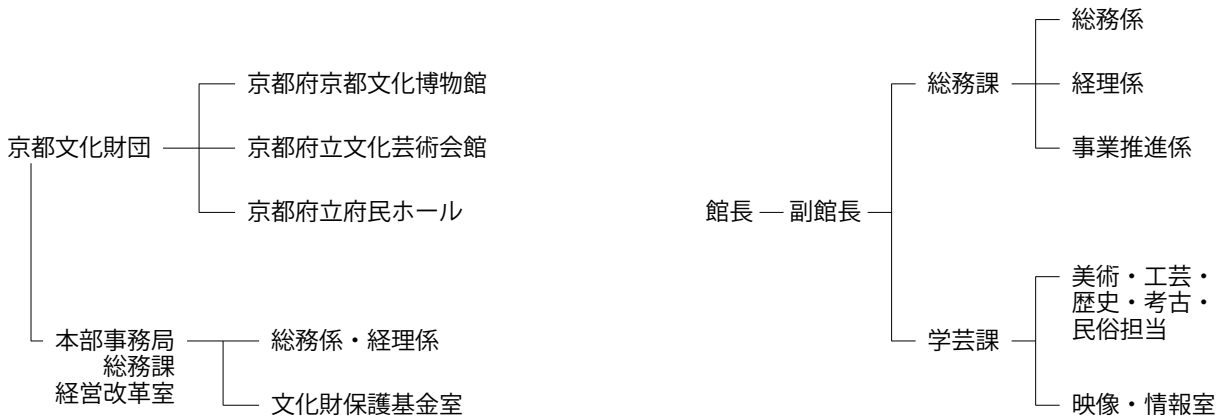 京都文化財団
京都府京都文化博物館
京都府立文化芸術会館
京都府立府民ホール
本部事務局
総務課
経営改革室
総務係・経理係
文化財保護基金室
館長
副館長
総務課
総務係
経理係
事業推進係
学芸課
美術・工芸・
歴史・考古・
民俗担当
映像・情報室